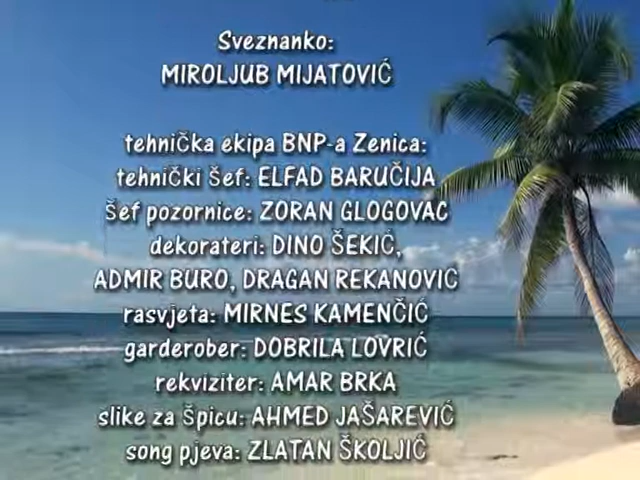 Sveznanko:
MIROLJUB MIJATOVIĆ
tehnička ekipa BNP-a Zenica:
tehnički šef: ELFAD BARUČIJA
šef pozornice: ZORAN GLOGOVAC
dekorateri: DINO ŠEKIĆ,
ADMIR BURO, DRAGAN REKANOVIĆ
rasvjeta: MIRNES KAMENČIĆ
garderober: DOBRILA LOVRIĆ
rekviziter: AMAR BRKA
slike za špicu: AHMED JAŠAREVIĆ
song pjeva: ZLATAN ŠKOLJIĆ